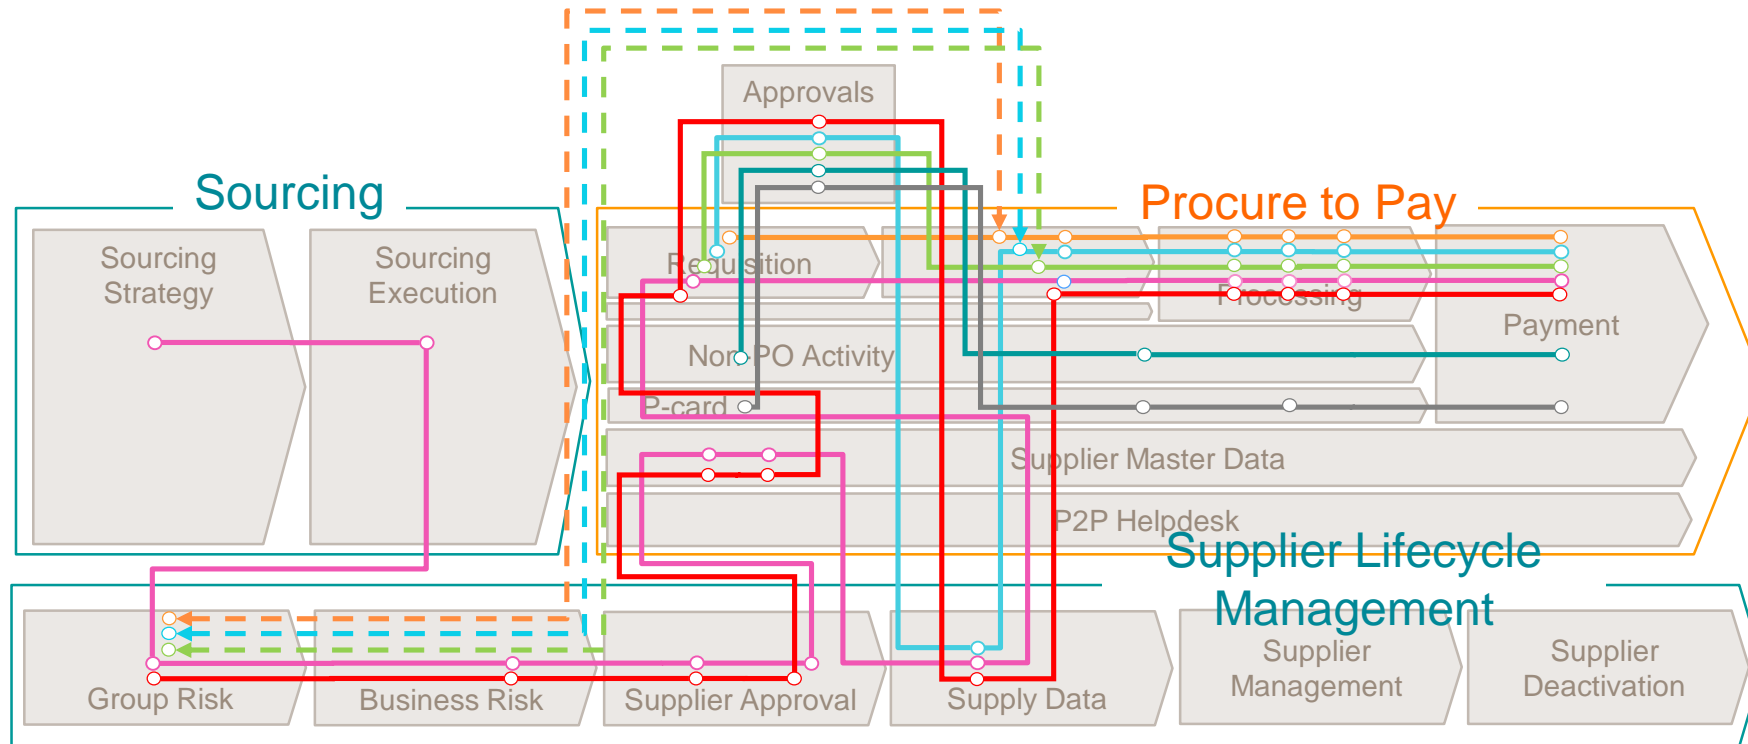 Approvals
Sourcing
Procure to Pay
Sourcing
Strategy
Sourcing
Execution
Requisition
Processing
Payment
Non-PO Activity
P-card
Supplier Master Data
P2P Helpdesk
Supplier Lifecycle
Management
Group Risk
Business Risk
Supplier Approval
Supply Data
Supplier
Management
Supplier
Deactivation